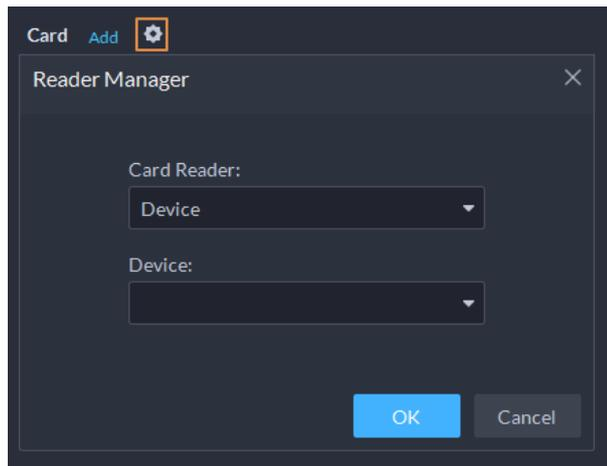 Card Add
Reader Manager
Card Reader:
Device
Device:
OK Cancel